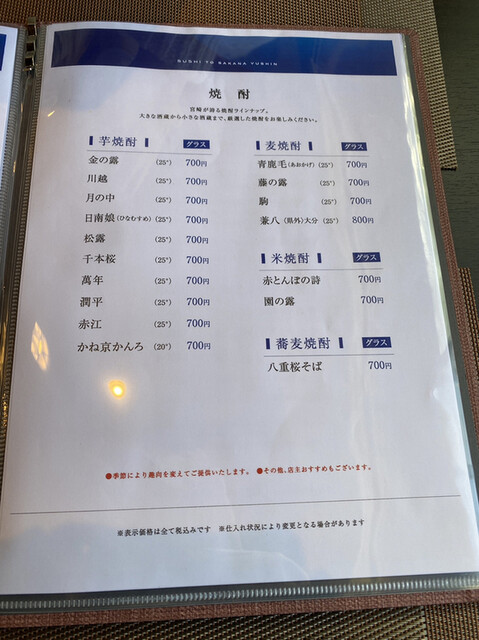 SUSHI TO SAKANA YUSHIN
焼酎
宮崎が誇る焼酎ラインナップ。
大きな酒蔵から小さな酒蔵まで、厳選した焼酎をお楽しみください。
芋焼酎 グラス
金の露 (25°) 700円
川越 (25°) 700円
月の中 (25°) 700円
日南娘(ひなむすめ) (25°) 700円
松露 (25°) 700円
千本桜 (25°) 700円
萬年 (25°) 700円
潤平 (25°) 700円
赤江 (25°) 700円
かね京かんろ (20°) 700円
麦焼酎 グラス
青鹿毛(あおかげ) (25°) 700円
藤の露 (25°) 700円
駒 (25°) 700円
兼八(県外)大分 (25°) 800円
米焼酎 グラス
赤とんぼの詩 700円
園の露 700円
蕎麦焼酎 グラス
八重桜そば 700円
●季節により趣向を変えてご提供いたします。 ●その他、店主おすすめもございます。
※表示価格は全て税込みです ※仕入れ状況により変更となる場合があります